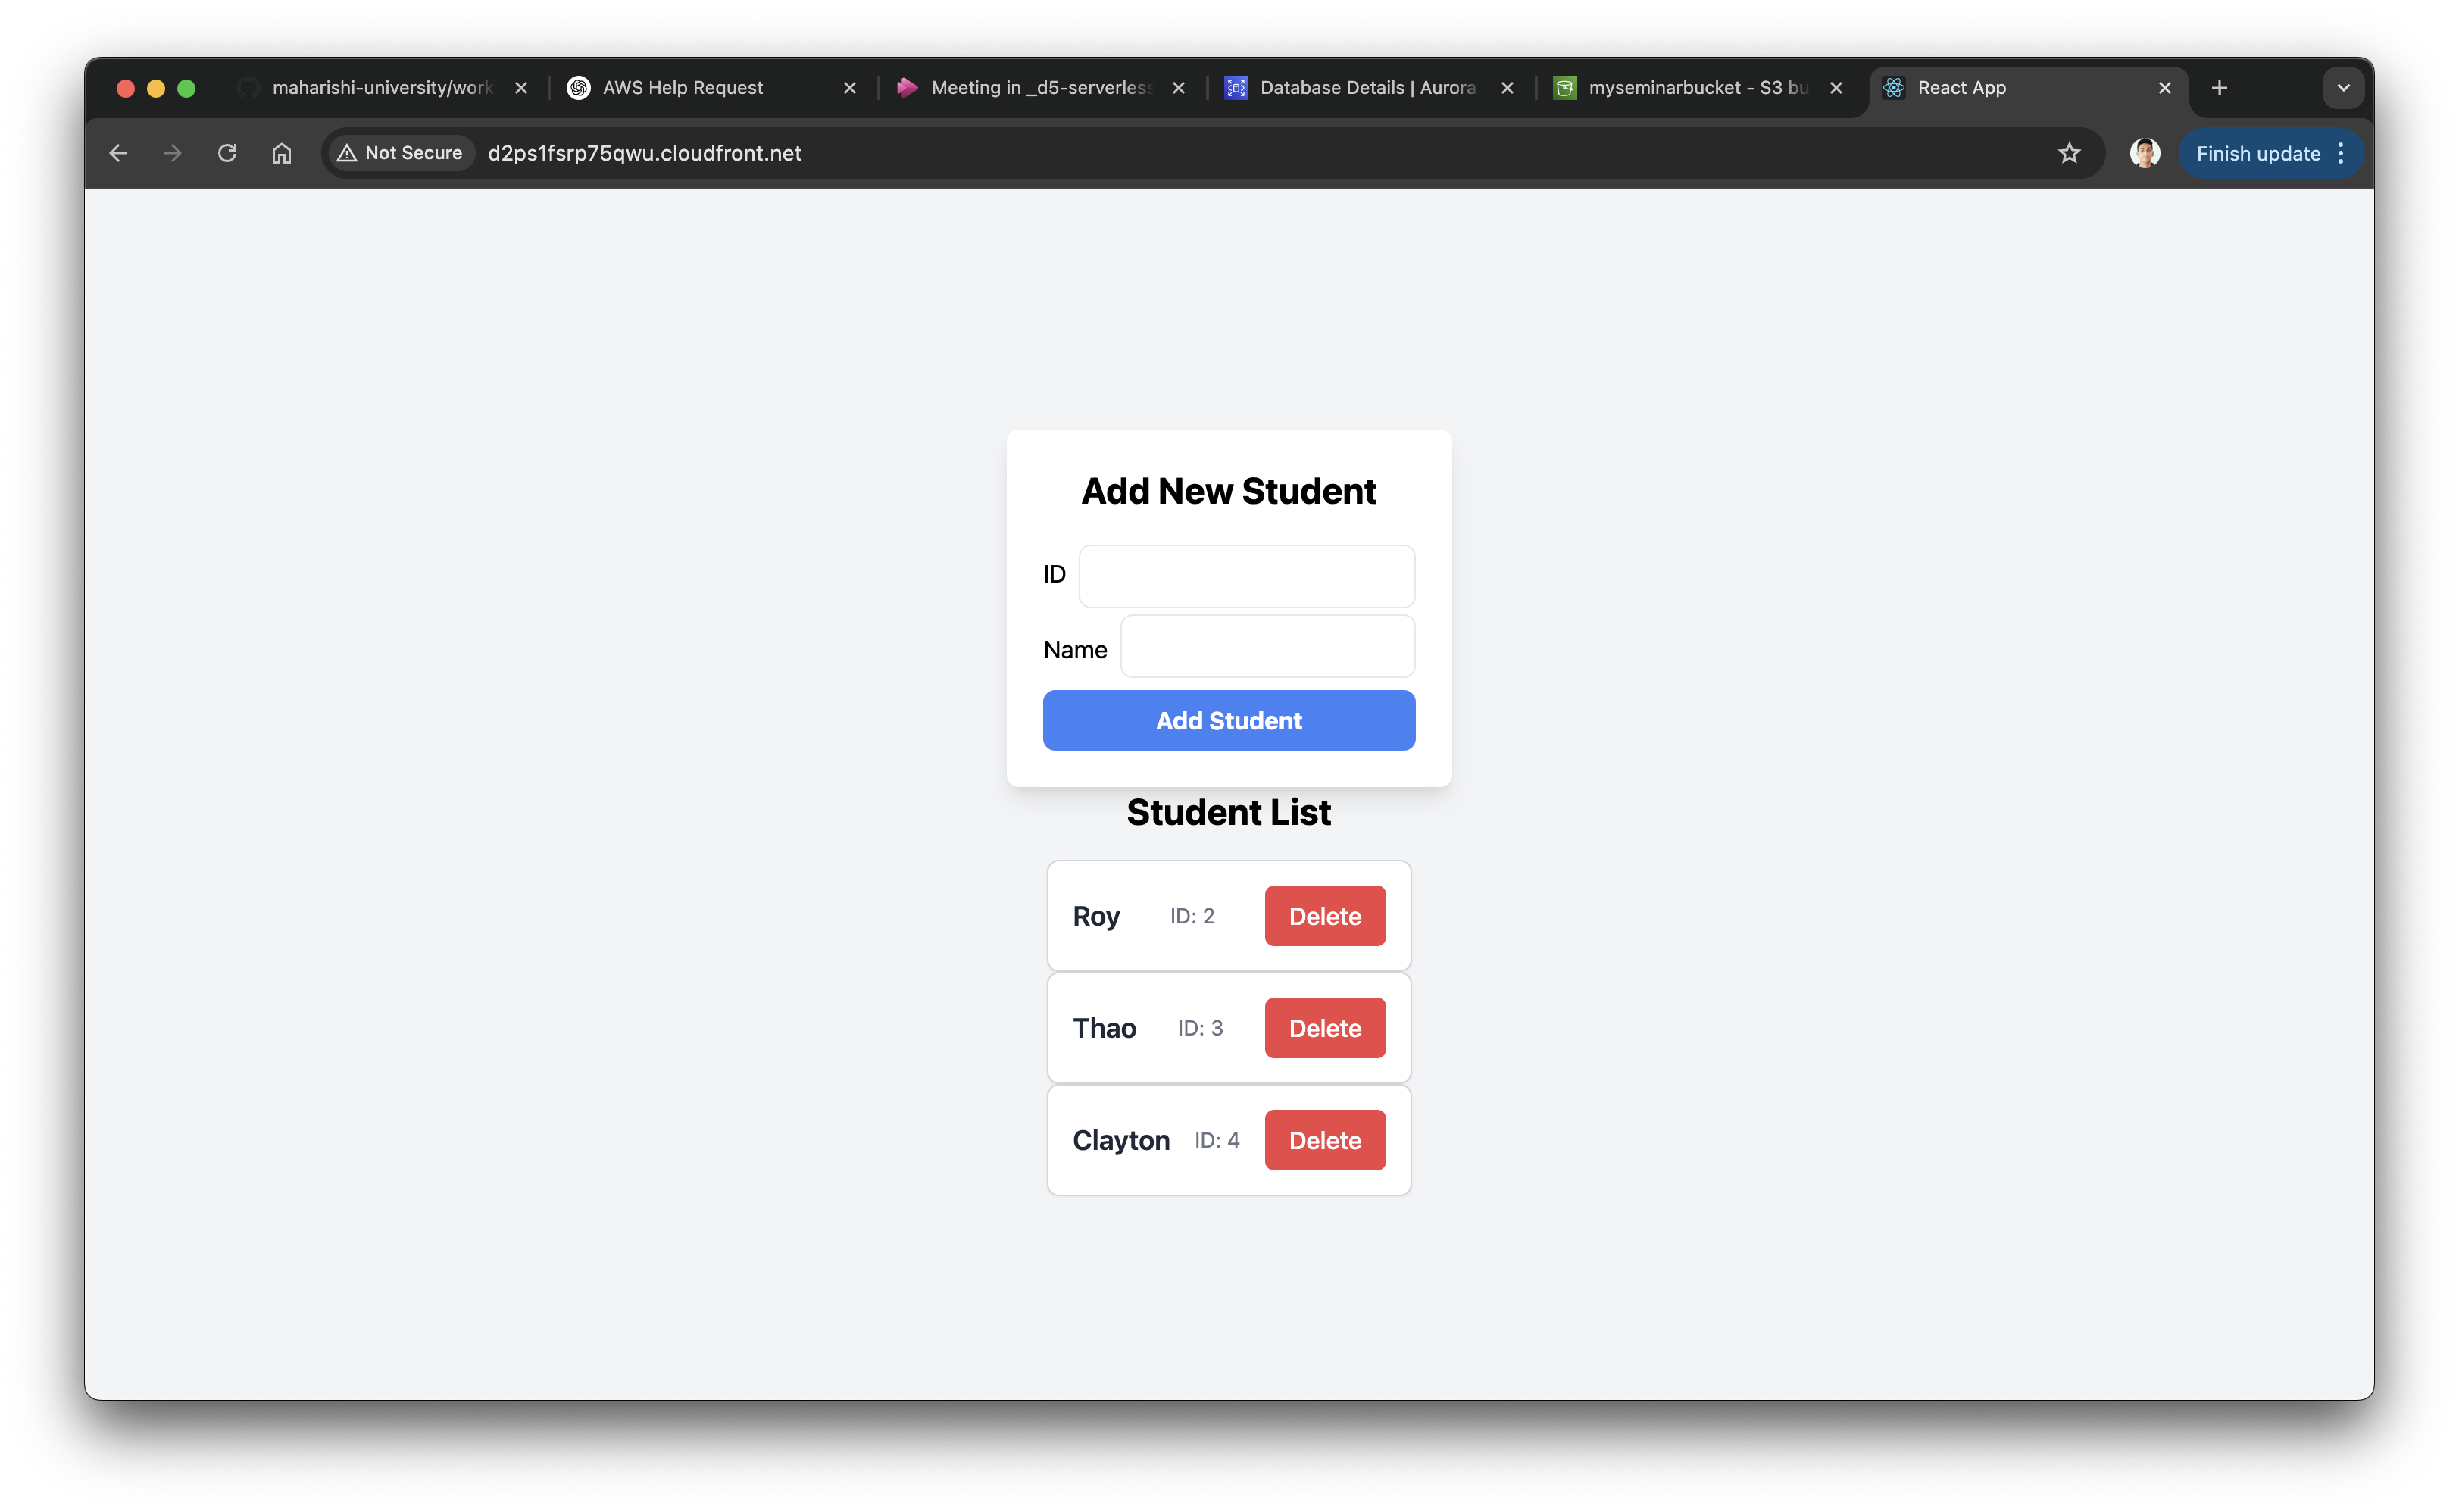 maharishi-university/work
AWS Help Request
Meeting in _d5-serverless
Database Details | Aurora
myseminarbucket - S3 bu
React App
Not Secure
d2ps1fsrp75qwu.cloudfront.net
Finish update
Add New Student
ID
Name
Add Student
Student List
Roy ID: 2 Delete
Thao ID: 3 Delete
Clayton ID: 4 Delete